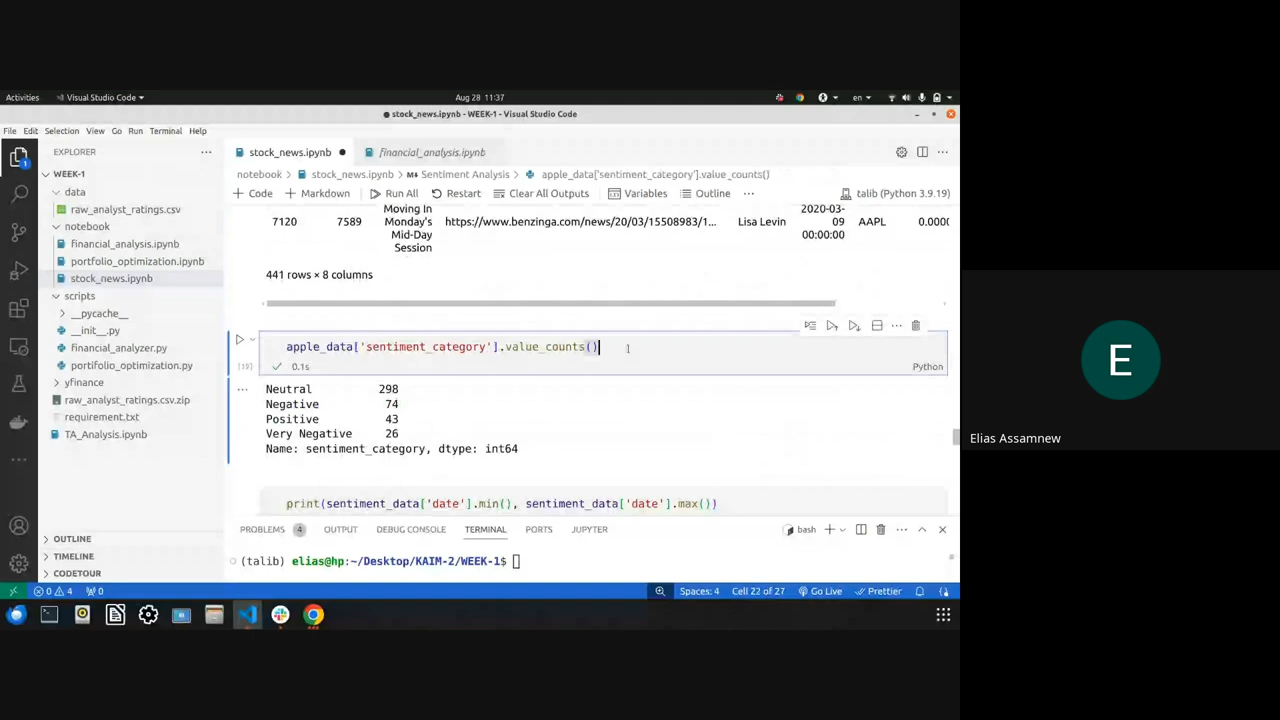 Activities
Visual Studio Code
Aug 28 11:37
en
stock_news.ipynb - WEEK-1 - Visual Studio Code
File Edit Selection View Go Run Terminal Help
EXPLORER
stock_news.ipynb
financial_analysis.ipynb
WEEK-1
notebook > stock_news.ipynb > Sentiment Analysis > apple_data['sentiment_category'].value_counts()
data
+ Code + Markdown Run All Restart Clear All Outputs Variables Outline ... talib (Python 3.9.19)
raw_analyst_ratings.csv
notebook
financial_analysis.ipynb
portfolio_optimization.ipynb
stock_news.ipynb
scripts
__pycache__
__init__.py
financial_analyzer.py
portfolio_optimization.py
yfinance
raw_analyst_ratings.csv.zip
requirement.txt
TA_Analysis.ipynb
OUTLINE
TIMELINE
CODETOUR
1
Moving In
Monday's
Mid-Day
Session
7120 7589 https://www.benzinga.com/news/20/03/15508983/1... Lisa Levin
2020-03-
09
00:00:00
AAPL 0.0000
441 rows × 8 columns
apple_data['sentiment_category'].value_counts()
[19] 0.1s Python
Neutral 298
Negative 74
Positive 43
Very Negative 26
Name: sentiment_category, dtype: int64
print(sentiment_data['date'].min(), sentiment_data['date'].max())
PROBLEMS 4 OUTPUT DEBUG CONSOLE TERMINAL PORTS JUPYTER bash
(talib) elias@hp:~/Desktop/KAIM-2/WEEK-1$
0 4 0 Spaces: 4 Cell 22 of 27 Go Live Prettier
E
Elias Assamnew